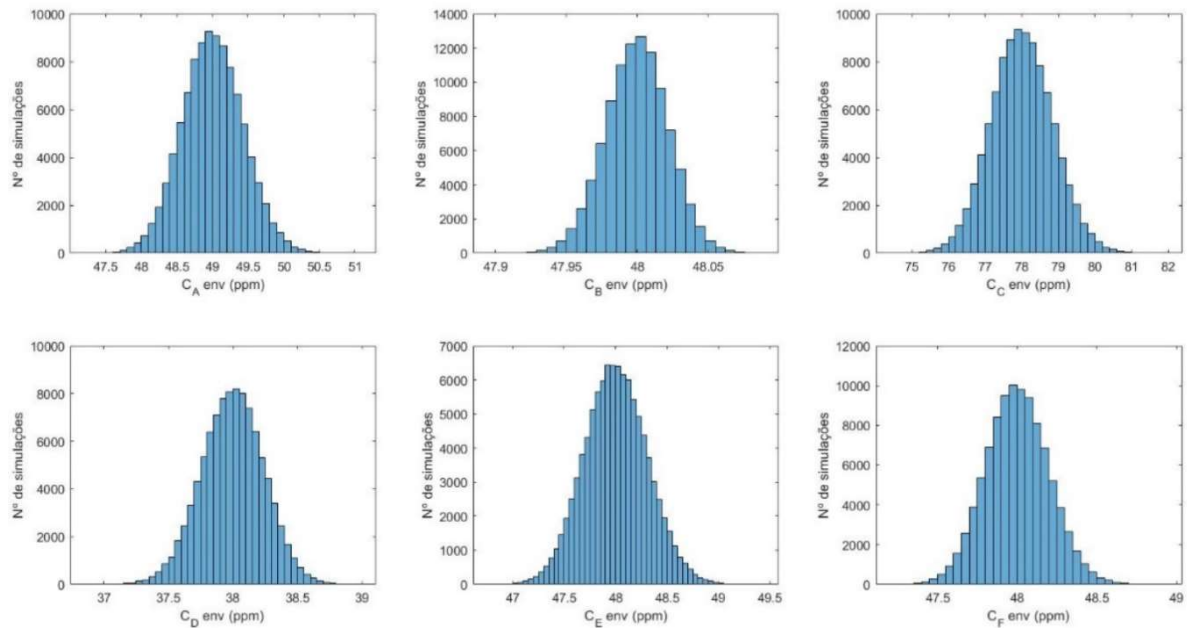 10000
8000
6000
4000
2000
0
Nº de simulações
47.5 48 48.5 49 49.5 50 50.5 51
C_A env (ppm)
14000
12000
10000
8000
6000
4000
2000
0
Nº de simulações
47.9 47.95 48 48.05
C_B env (ppm)
10000
8000
6000
4000
2000
0
Nº de simulações
75 76 77 78 79 80 81 82
C_C env (ppm)
10000
8000
6000
4000
2000
0
Nº de simulações
37 37.5 38 38.5 39
C_D env (ppm)
7000
6000
5000
4000
3000
2000
1000
0
Nº de simulações
47 47.5 48 48.5 49 49.5
C_E env (ppm)
12000
10000
8000
6000
4000
2000
0
Nº de simulações
47.5 48 48.5 49
C_F env (ppm)